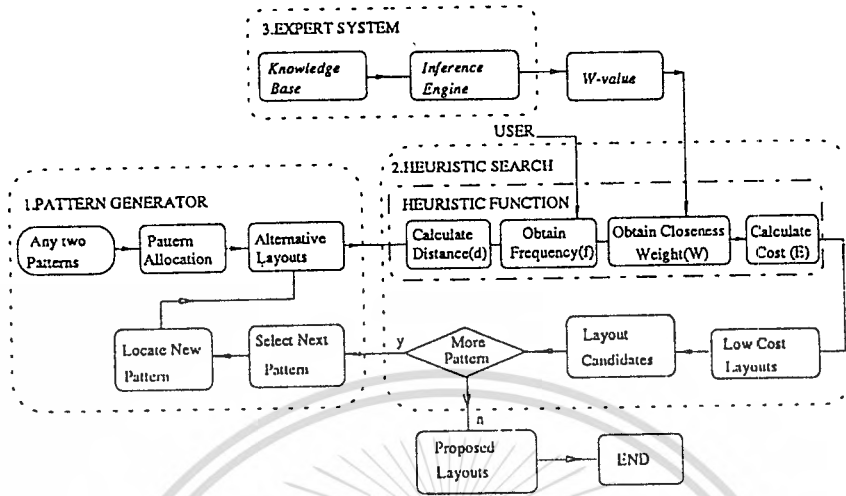 3.EXPERT SYSTEM
Knowledge
Base
Inference
Engine
W-value
USER
2.HEURISTIC SEARCH
1.PATTERN GENERATOR
HEURISTIC FUNCTION
Any two
Patterns
Pattern
Allocation
Alternative
Layouts
Calculate
Distance(d)
Obtain
Frequency(f)
Obtain Closeness
Weight(W)
Calculate
Cost (E)
Locate New
Pattern
Select Next
Pattern
y
More
Pattern
Layout
Candidates
Low Cost
Layouts
n
Proposed
Layouts
END